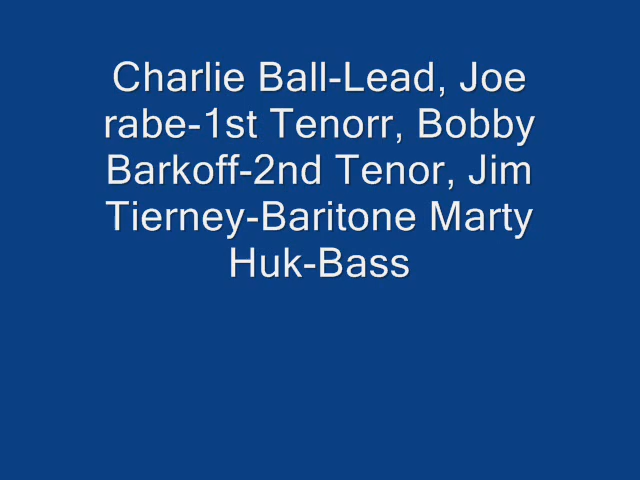 Charlie Ball-Lead, Joe
rabe-1st Tenorr, Bobby
Barkoff-2nd Tenor, Jim
Tierney-Baritone Marty
Huk-Bass